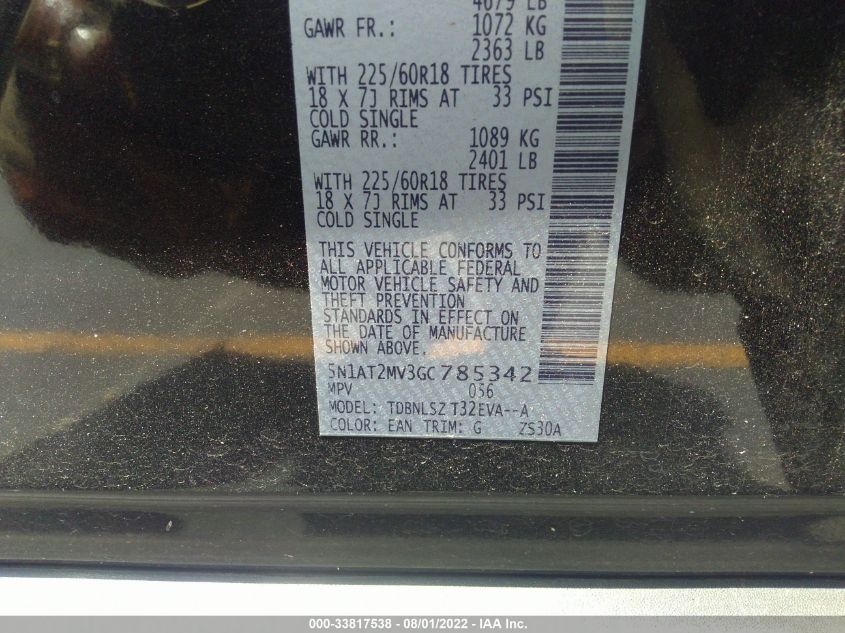 4679 LB
GAWR FR.: 1072 KG
2363 LB
WITH 225/60R18 TIRES
18 X 7J RIMS AT 33 PSI
COLD SINGLE
GAWR RR.: 1089 KG
2401 LB
WITH 225/60R18 TIRES
18 X 7J RIMS AT 33 PSI
COLD SINGLE
THIS VEHICLE CONFORMS TO
ALL APPLICABLE FEDERAL
MOTOR VEHICLE SAFETY AND
THEFT PREVENTION
STANDARDS IN EFFECT ON
THE DATE OF MANUFACTURE
SHOWN ABOVE.
5N1AT2MV3GC785342
MPV 056
MODEL: TDBNLSZ T32EVA--A
COLOR: EAN TRIM: G ZS30A
000-33817538 - 08/01/2022 - IAA Inc.